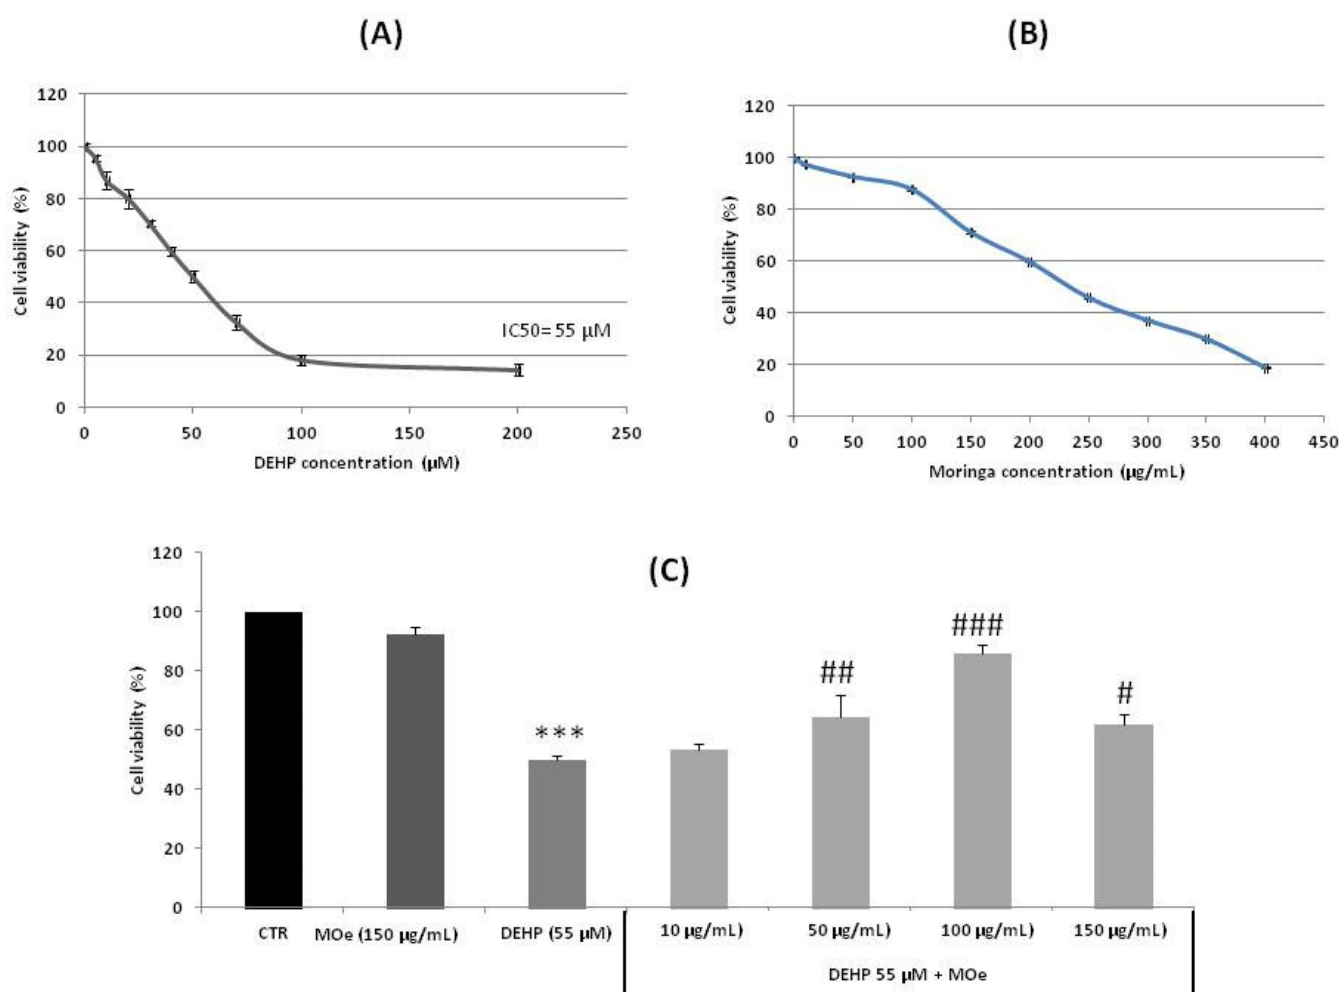 (A)
120
100
80
60
40
20
0
Cell viability (%)
IC50= 55 µM
0 50 100 150 200 250
DEHP concentration (µM)
(B)
120
100
80
60
40
20
0
Cell viability (%)
0 50 100 150 200 250 300 350 400 450
Moringa concentration (µg/mL)
(C)
120
100
80
60
40
20
0
Cell viability (%)
***
##
###
#
CTR MOe (150 µg/mL) DEHP (55 µM) 10 µg/mL) 50 µg/mL) 100 µg/mL) 150 µg/mL)
DEHP 55 µM + MOe